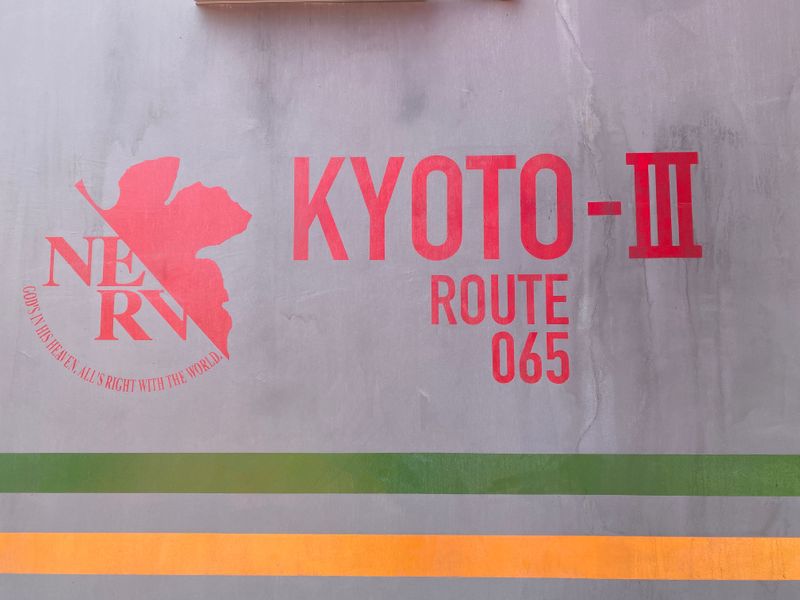 NERV
GOD'S IN HIS HEAVEN. ALL'S RIGHT WITH THE WORLD.
KYOTO-III
ROUTE
065